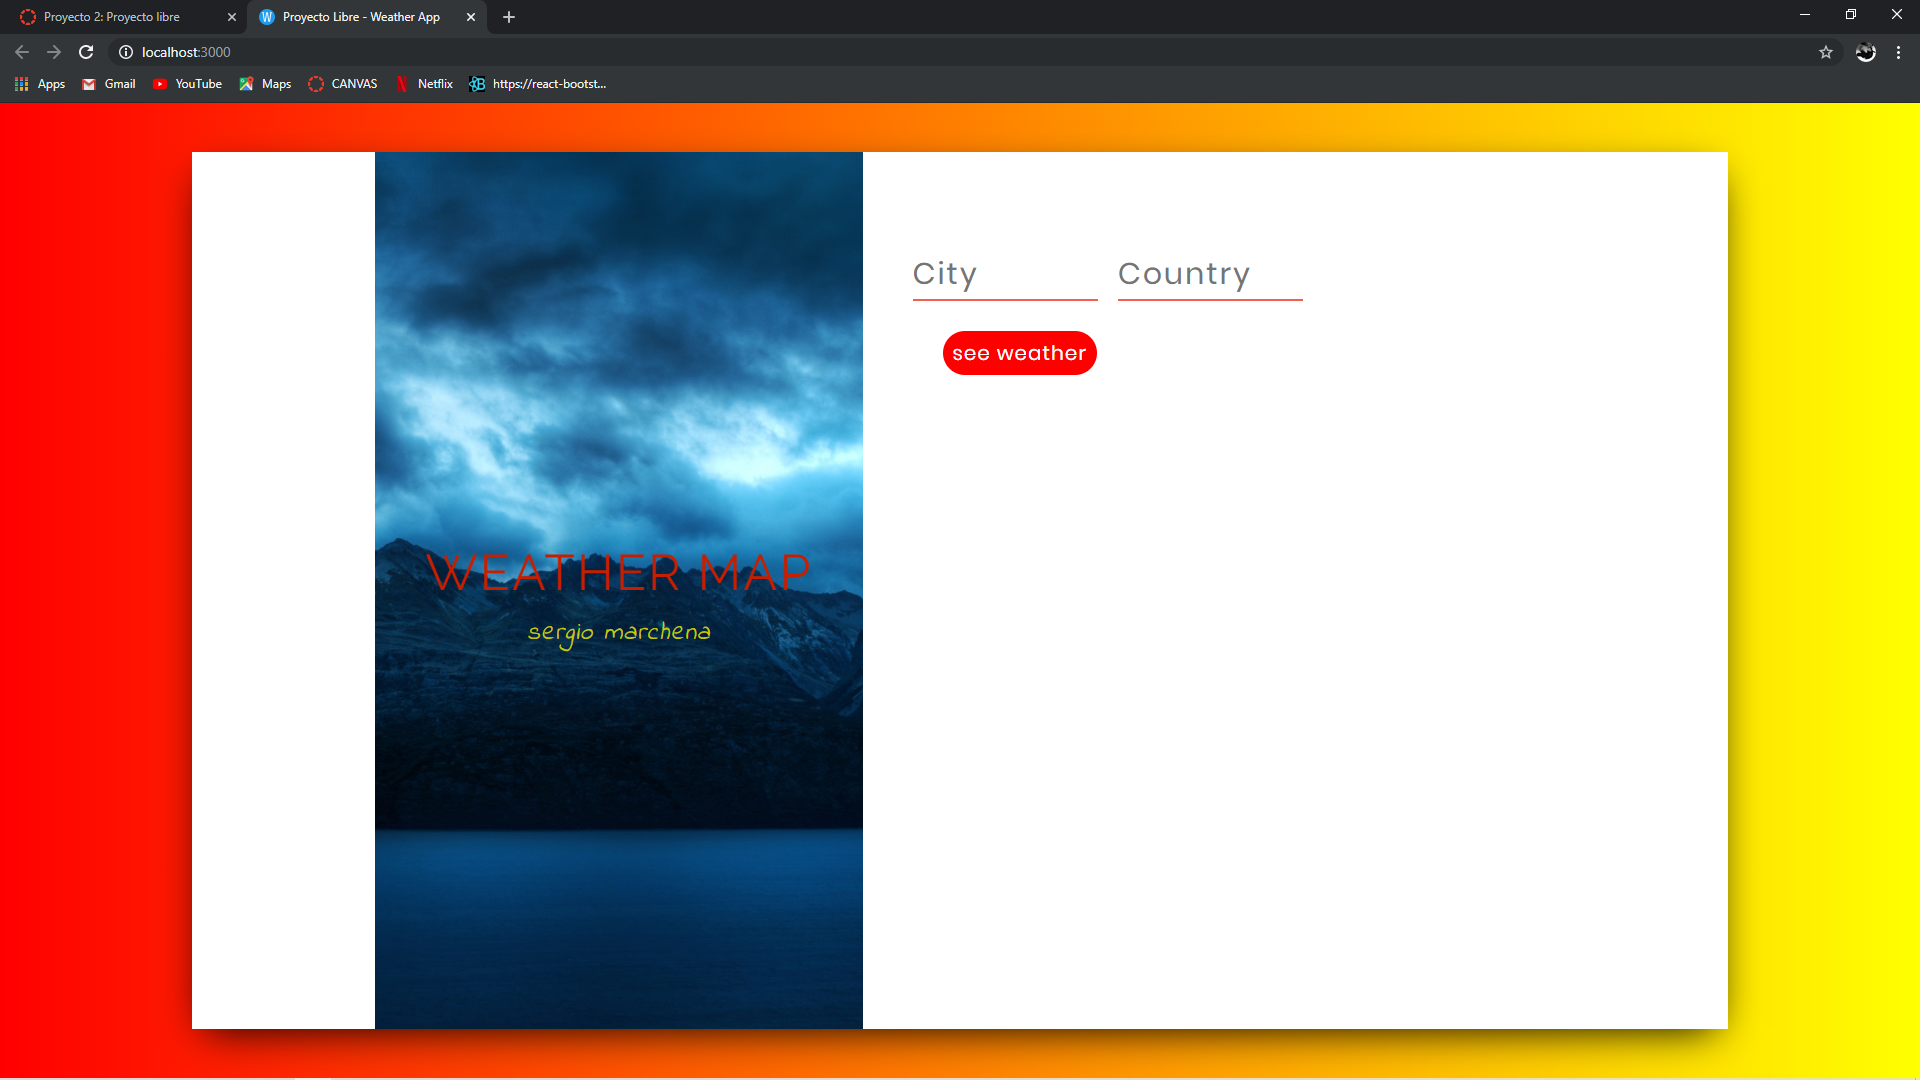 Proyecto 2: Proyecto libre
Proyecto Libre - Weather App
localhost:3000
Apps
Gmail
YouTube
Maps
CANVAS
Netflix
https://react-bootst...
City
Country
see weather
WEATHER MAP
sergio marchena